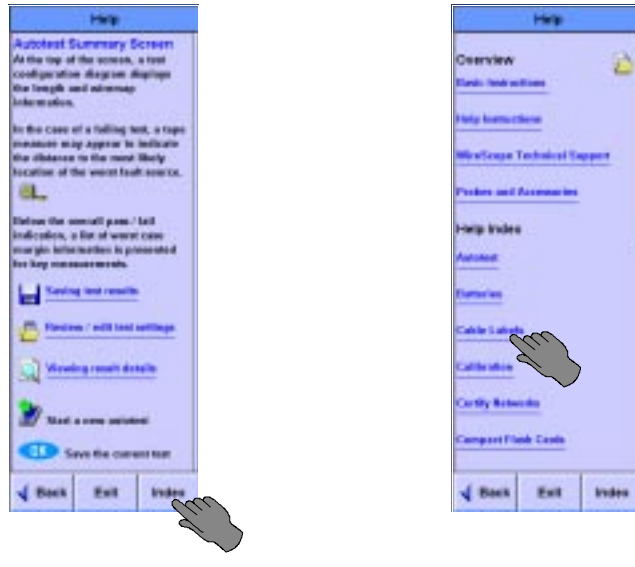 Help
Autotest Summary Screen
At the top of the screen, a test
configuration diagram displays
the length and wiremap
information.
In the case of a failing test, a tape
measure may appear to indicate
the distance to the most likely
location of the worst fault source.
Below the overall pass / fail
indication, a list of worst case
margin information is presented
for key measurements.
Saving test results
Review / edit test settings
Viewing result details
Start a new autotest
OK Save the current test
Back Exit Index
Help
Overview
Basic Instructions
Help Instructions
WireScope Technical Support
Probes and Accessories
Help Index
Autotest
Batteries
Cable Labels
Calibration
Certify Networks
Compact Flash Cards
Back Exit Index